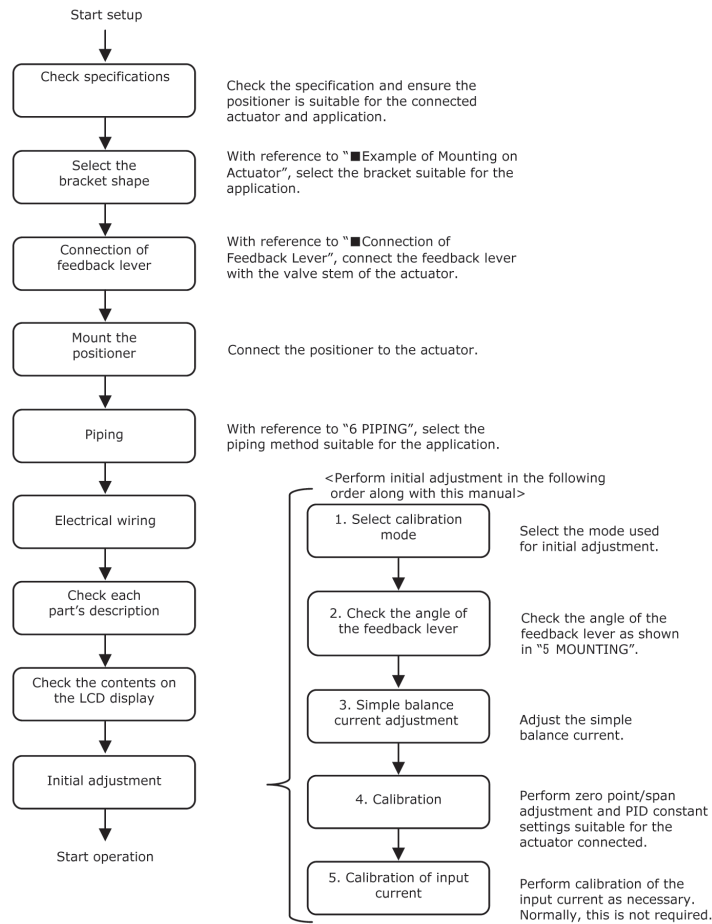 Start setup
Check specifications
Check the specification and ensure the
positioner is suitable for the connected
actuator and application.
Select the
bracket shape
With reference to “■Example of Mounting on
Actuator”, select the bracket suitable for the
application.
Connection of
feedback lever
With reference to “■Connection of
Feedback Lever”, connect the feedback lever
with the valve stem of the actuator.
Mount the
positioner
Connect the positioner to the actuator.
Piping
With reference to “6 PIPING”, select the
piping method suitable for the application.
Electrical wiring
Check each
part’s description
Check the contents on
the LCD display
Initial adjustment
Start operation
<Perform initial adjustment in the following
order along with this manual>
1. Select calibration
mode
Select the mode used
for initial adjustment.
2. Check the angle of
the feedback lever
Check the angle of the
feedback lever as shown
in “5 MOUNTING”.
3. Simple balance
current adjustment
Adjust the simple
balance current.
4. Calibration
Perform zero point/span
adjustment and PID constant
settings suitable for the
actuator connected.
5. Calibration of input
current
Perform calibration of the
input current as necessary.
Normally, this is not required.